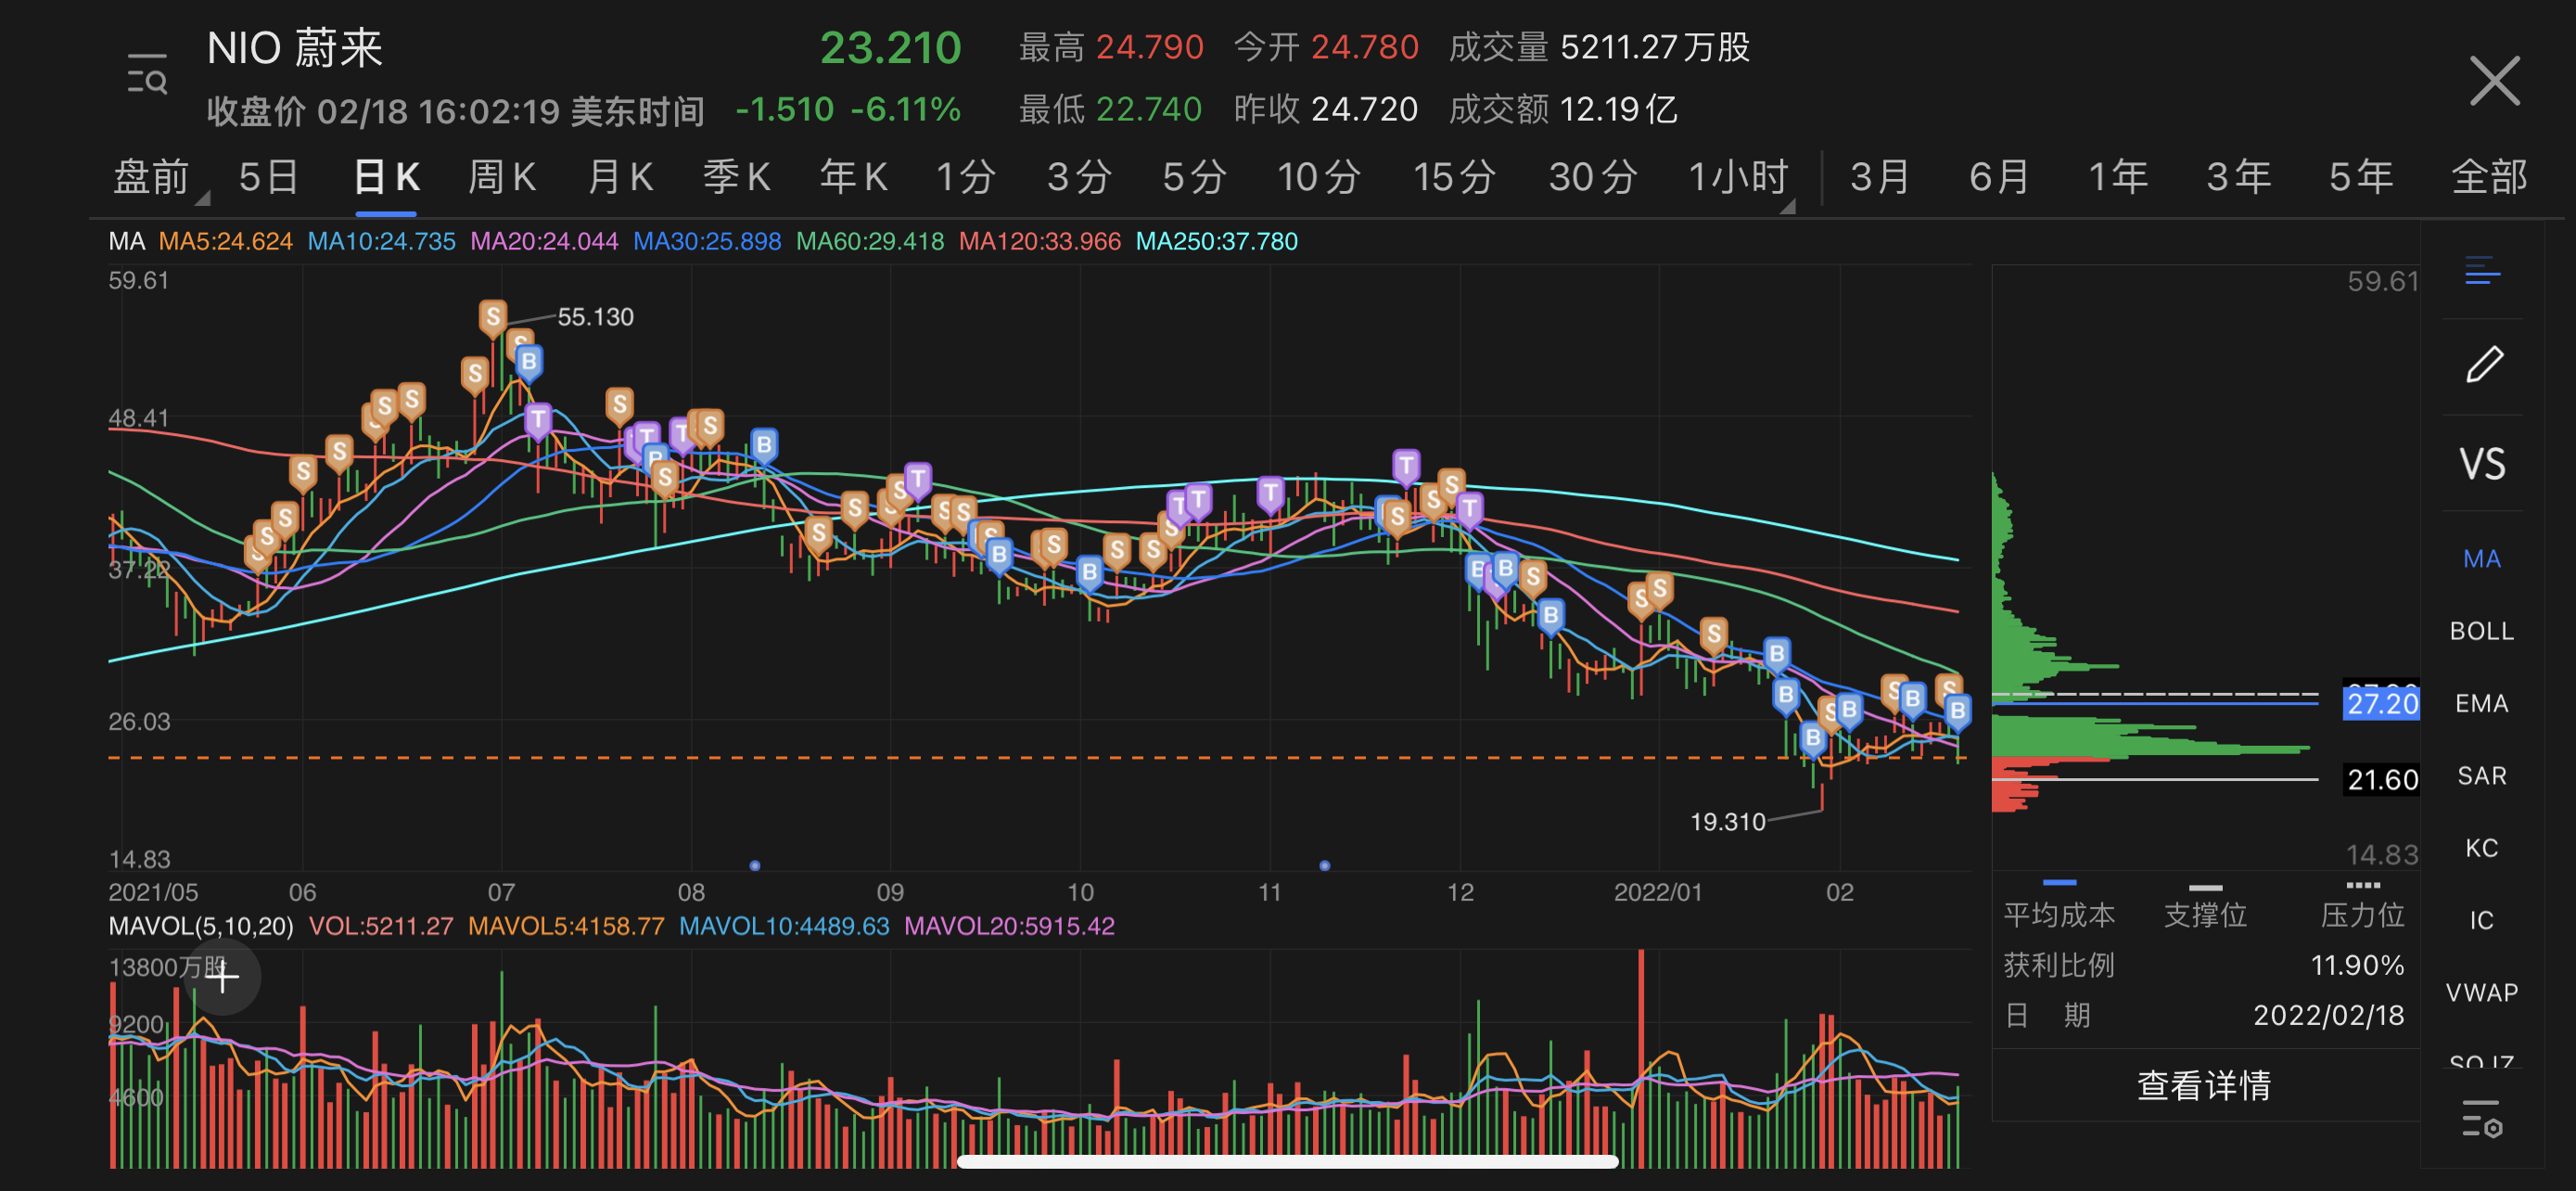 NIO 蔚来
23.210
最高 24.790 今开 24.780 成交量 5211.27万股
收盘价 02/18 16:02:19 美东时间 -1.510 -6.11%
最低 22.740 昨收 24.720 成交额 12.19亿
盘前 5日 日K 周K 月K 季K 年K 1分 3分 5分 10分 15分 30分 1小时 3月 6月 1年 3年 5年 全部
MA MA5:24.624 MA10:24.735 MA20:24.044 MA30:25.898 MA60:29.418 MA120:33.966 MA250:37.780
59.61
55.130
48.41
37.22
26.03
19.310
14.83
2021/05 06 07 08 09 10 11 12 2022/01 02
MAVOL(5,10,20) VOL:5211.27 MAVOL5:4158.77 MAVOL10:4489.63 MAVOL20:5915.42
13800万股
9200
4600
59.61
27.20
21.60
14.83
平均成本 支撑位 压力位
获利比例 11.90%
日 期 2022/02/18
查看详情
VS
MA
BOLL
EMA
SAR
KC
IC
VWAP